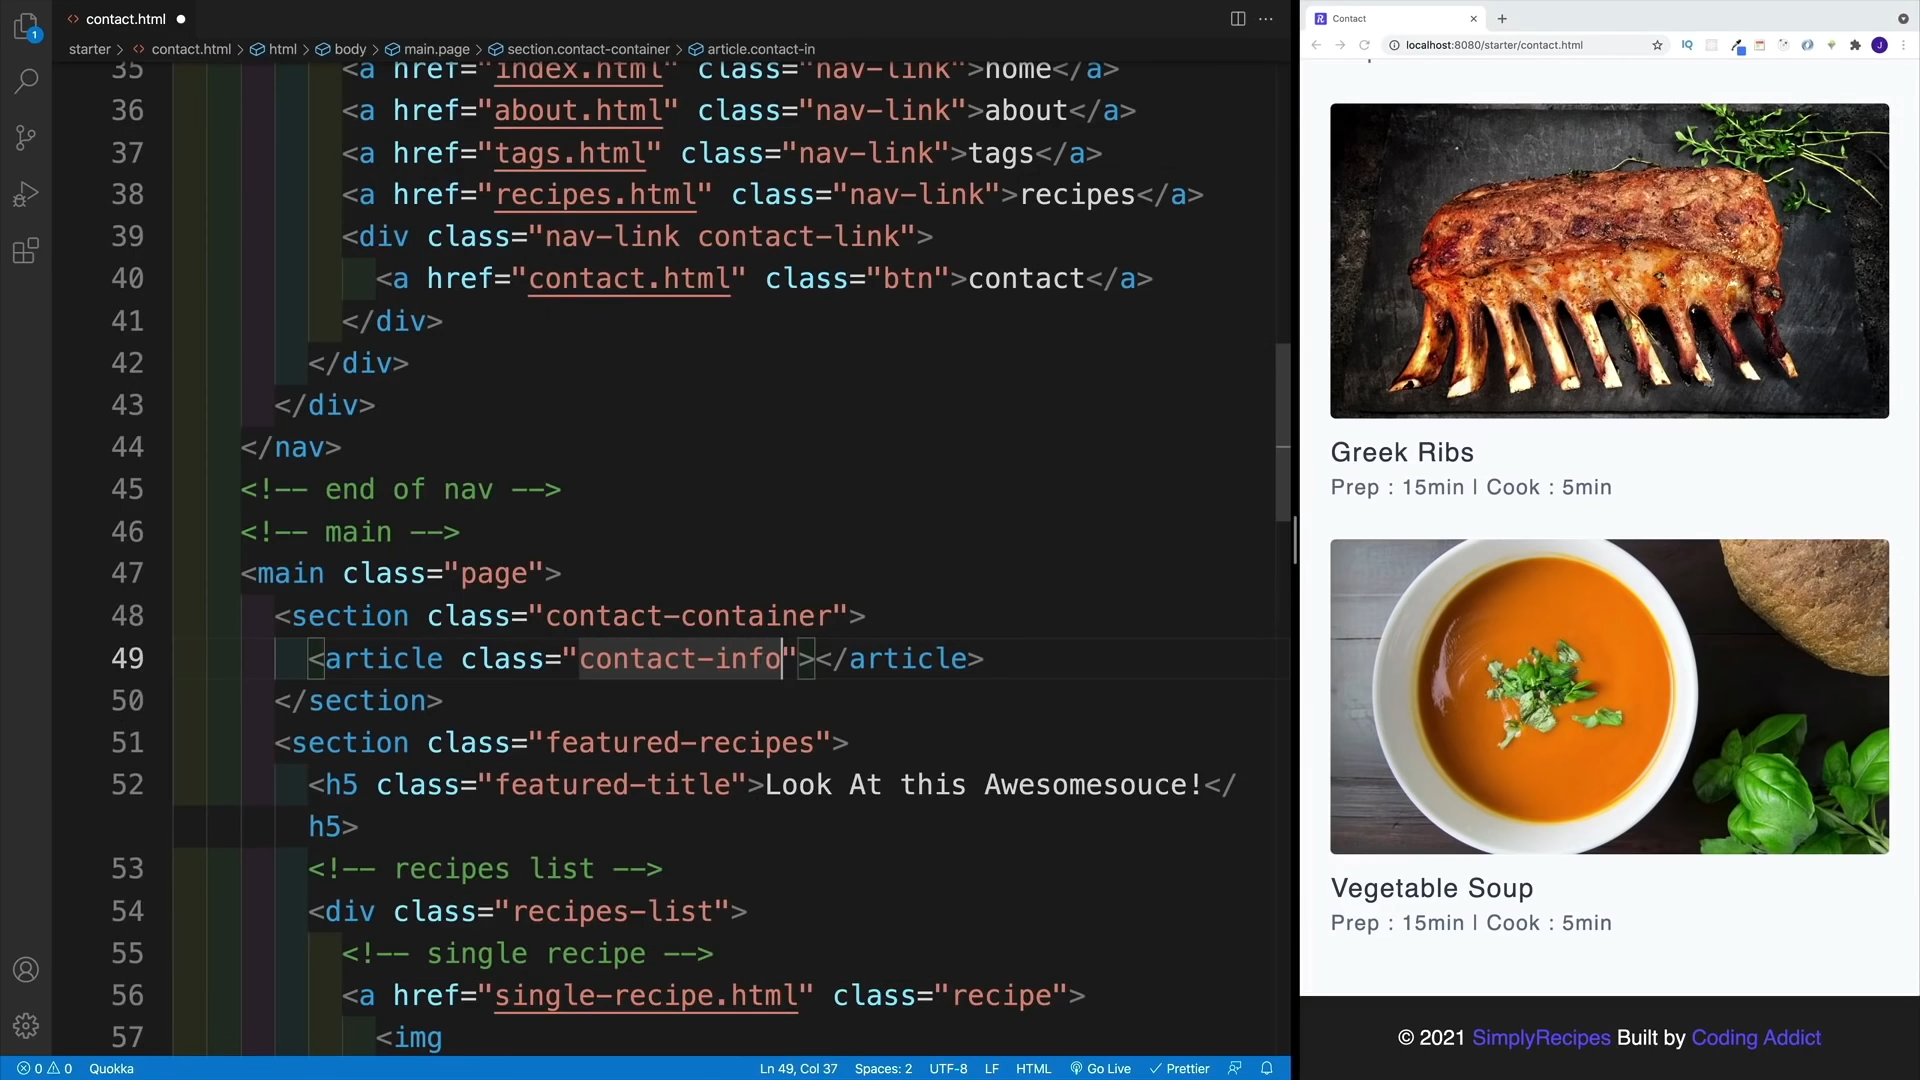 contact.html
starter > contact.html > html > body > main.page > section.contact-container > article.contact-in
35 <a href="index.html" class="nav-link">home</a>
36 <a href="about.html" class="nav-link">about</a>
37 <a href="tags.html" class="nav-link">tags</a>
38 <a href="recipes.html" class="nav-link">recipes</a>
39 <div class="nav-link contact-link">
40 <a href="contact.html" class="btn">contact</a>
41 </div>
42 </div>
43 </div>
44 </nav>
45 <!-- end of nav -->
46 <!-- main -->
47 <main class="page">
48 <section class="contact-container">
49 <article class="contact-info"></article>
50 </section>
51 <section class="featured-recipes">
52 <h5 class="featured-title">Look At this Awesomesouce!</
h5>
53 <!-- recipes list -->
54 <div class="recipes-list">
55 <!-- single recipe -->
56 <a href="single-recipe.html" class="recipe">
57 <img
1
0 0 Quokka Ln 49, Col 37 Spaces: 2 UTF-8 LF HTML Go Live Prettier
Contact
localhost:8080/starter/contact.html
IQ
J
Greek Ribs
Prep : 15min | Cook : 5min
Vegetable Soup
Prep : 15min | Cook : 5min
© 2021 SimplyRecipes Built by Coding Addict